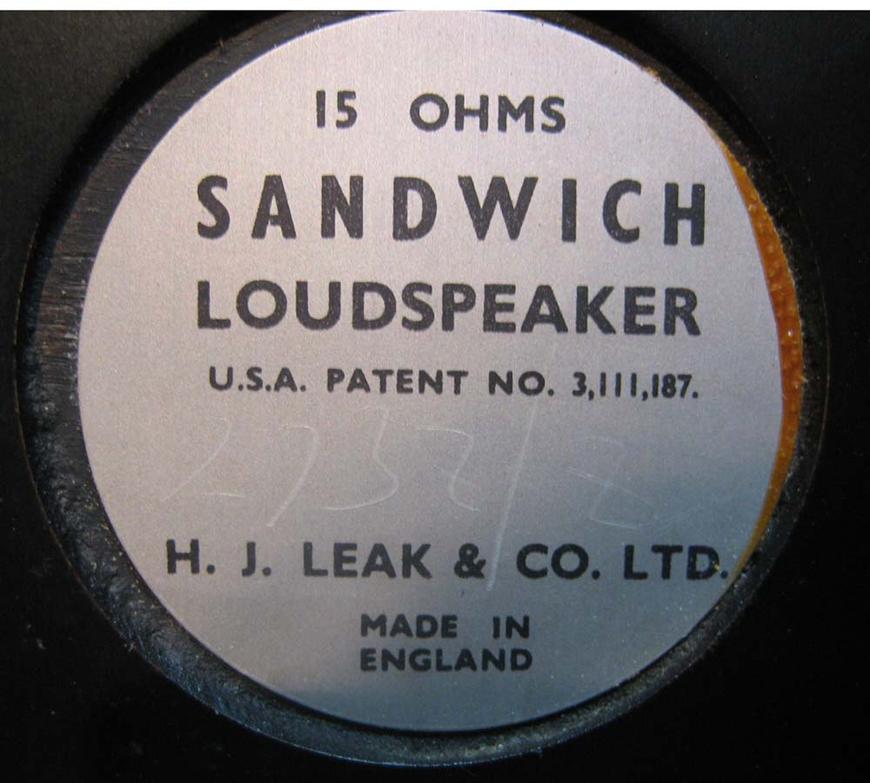 15 OHMS
SANDWICH
LOUDSPEAKER
U.S.A. PATENT NO. 3,111,187.
H. J. LEAK & CO. LTD.
MADE IN
ENGLAND